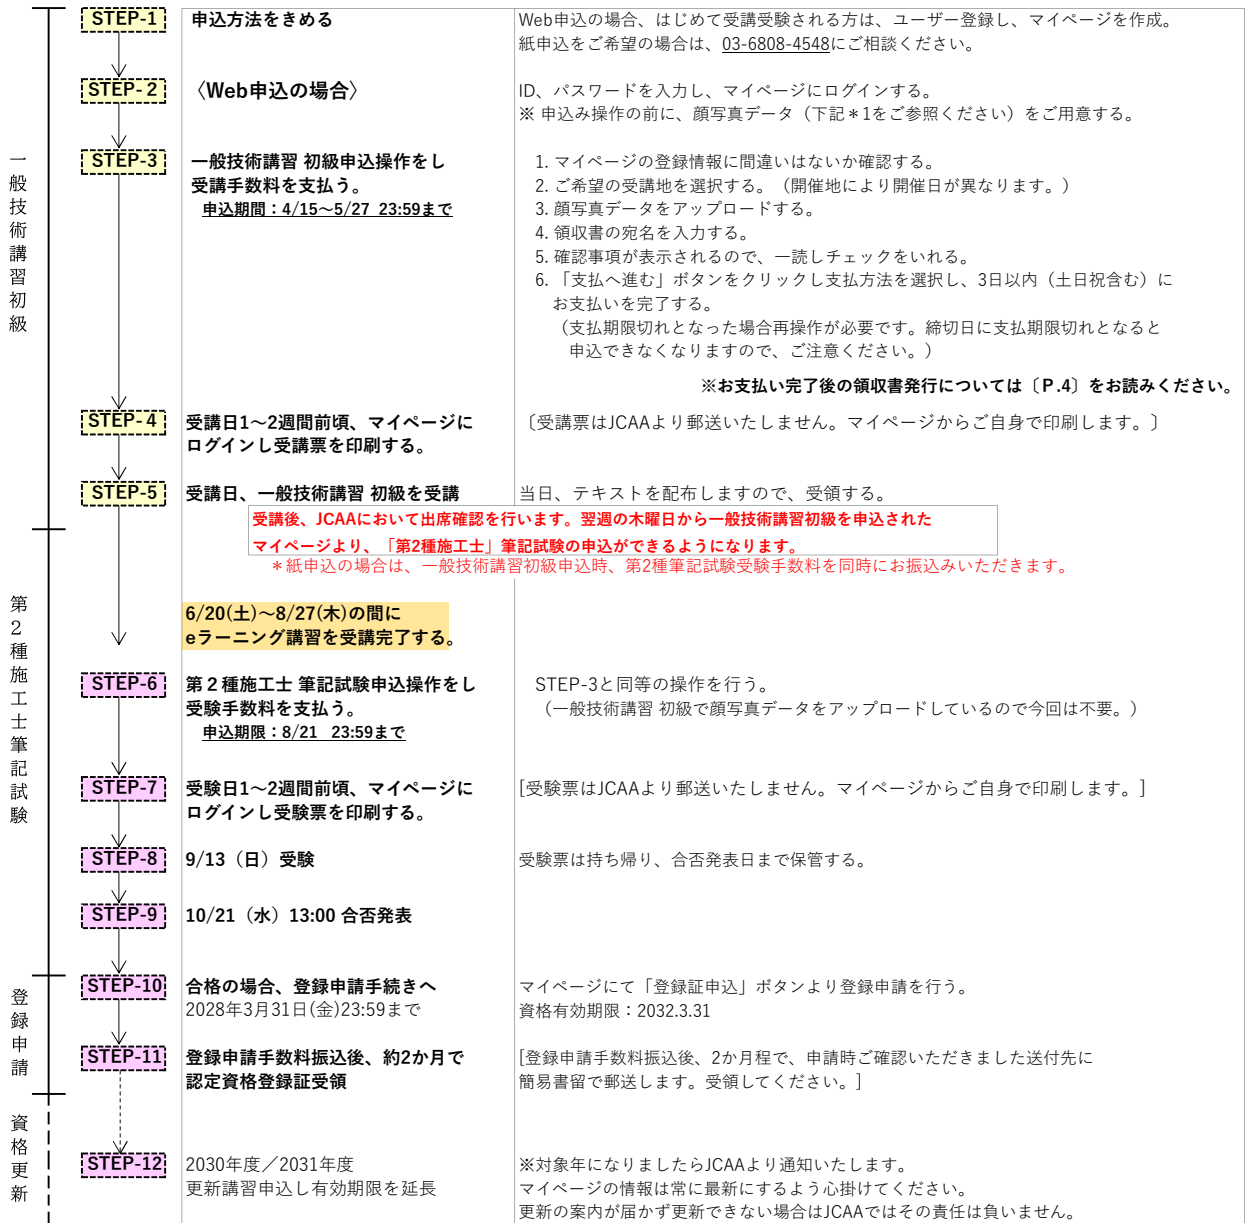 一般技術講習初級
STEP-1
申込方法をきめる
Web申込の場合、はじめて受講受験される方は、ユーザー登録し、マイページを作成。
紙申込をご希望の場合は、03-6808-4548にご相談ください。
STEP-2
〈Web申込の場合〉
ID、パスワードを入力し、マイページにログインする。
※ 申込み操作の前に、顔写真データ（下記＊1をご参照ください）をご用意する。
STEP-3
一般技術講習 初級申込操作をし
受講手数料を支払う。
申込期間：4/15～5/27 23:59まで
1. マイページの登録情報に間違いはないか確認する。
2. ご希望の受講地を選択する。（開催地により開催日が異なります。）
3. 顔写真データをアップロードする。
4. 領収書の宛名を入力する。
5. 確認事項が表示されるので、一読しチェックをいれる。
6. 「支払へ進む」ボタンをクリックし支払方法を選択し、3日以内（土日祝含む）に
お支払いを完了する。
（支払期限切れとなった場合再操作が必要です。締切日に支払期限切れとなると
申込できなくなりますので、ご注意ください。）
※お支払い完了後の領収書発行については〔P.4〕をお読みください。
STEP-4
受講日1～2週間前頃、マイページに
ログインし受講票を印刷する。
〔受講票はJCAAより郵送いたしません。マイページからご自身で印刷します。〕
STEP-5
受講日、一般技術講習 初級を受講
当日、テキストを配布しますので、受領する。
受講後、JCAAにおいて出席確認を行います。翌週の木曜日から一般技術講習初級を申込された
マイページより、「第2種施工士」筆記試験の申込ができるようになります。
＊紙申込の場合は、一般技術講習初級申込時、第2種筆記試験受験手数料を同時にお振込みいただきます。
第2種施工士筆記試験
6/20(土)～8/27(木)の間に
eラーニング講習を受講完了する。
STEP-6
第２種施工士 筆記試験申込操作をし
受験手数料を支払う。
申込期限：8/21 23:59まで
STEP-3と同等の操作を行う。
（一般技術講習 初級で顔写真データをアップロードしているので今回は不要。）
STEP-7
受験日1～2週間前頃、マイページに
ログインし受験票を印刷する。
[受験票はJCAAより郵送いたしません。マイページからご自身で印刷します。]
STEP-8
9/13（日）受験
受験票は持ち帰り、合否発表日まで保管する。
STEP-9
10/21（水）13:00 合否発表
登録申請
STEP-10
合格の場合、登録申請手続きへ
2028年3月31日(金)23:59まで
マイページにて「登録証申込」ボタンより登録申請を行う。
資格有効期限：2032.3.31
STEP-11
登録申請手数料振込後、約2か月で
認定資格登録証受領
[登録申請手数料振込後、2か月程で、申請時ご確認いただきました送付先に
簡易書留で郵送します。受領してください。]
資格更新
STEP-12
2030年度／2031年度
更新講習申込し有効期限を延長
※対象年になりましたらJCAAより通知いたします。
マイページの情報は常に最新にするよう心掛けてください。
更新の案内が届かず更新できない場合はJCAAではその責任は負いません。